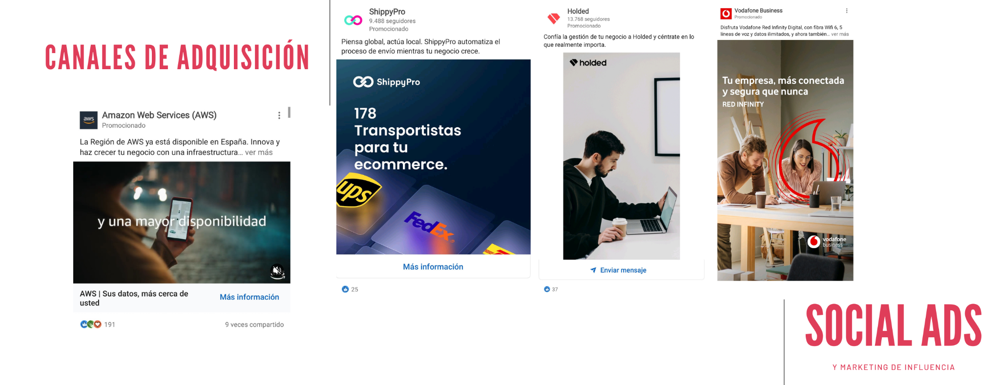 CANALES DE ADQUISICIÓN
aws
Amazon Web Services (AWS)
Promocionado
La Región de AWS ya está disponible en España. Innova y
haz crecer tu negocio con una infraestructura... ver más
y una mayor disponibilidad
AWS | Sus datos, más cerca de
usted
Más información
191
9 veces compartido
ShippyPro
9.488 seguidores
Promocionado
Piensa global, actúa local. ShippyPro automatiza el
proceso de envío mientras tu negocio crece.
ShippyPro
178
Transportistas
para tu
ecommerce.
ups
FedEx®
Más información
25
Holded
13.768 seguidores
Promocionado
Confía la gestión de tu negocio a Holded y céntrate en lo
que realmente importa.
holded
Enviar mensaje
37
Vodafone Business
Promocionado
Disfruta Vodafone Red Infinity Digital, con fibra Wifi 6, 5
líneas de voz y datos ilimitados, y ahora también... ver más
Tu empresa, más conectada
y segura que nunca
RED INFINITY
vodafone
business
SOCIAL ADS
Y MARKETING DE INFLUENCIA